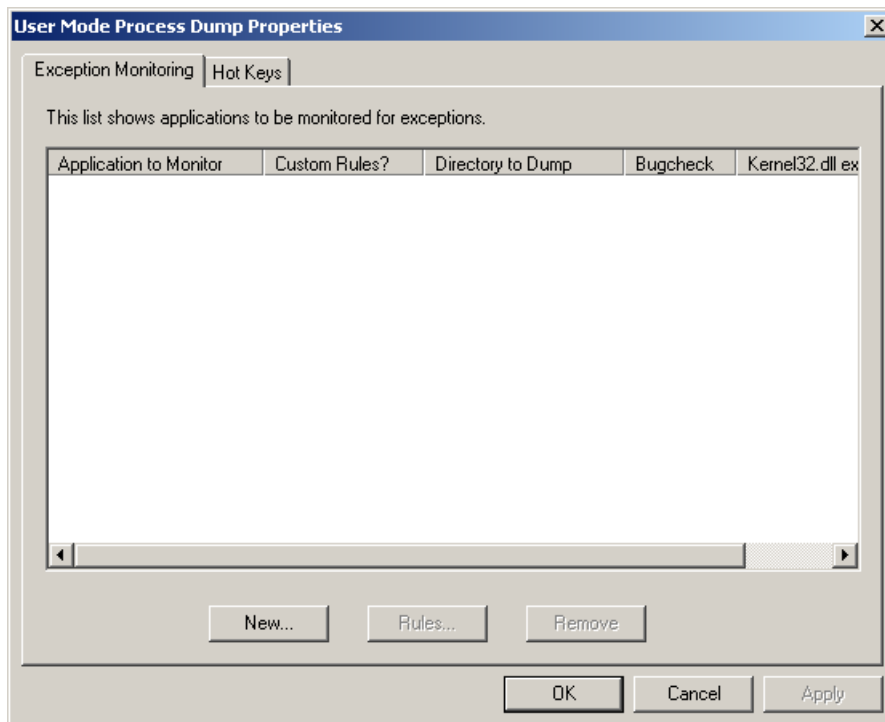 User Mode Process Dump Properties
Exception Monitoring Hot Keys
This list shows applications to be monitored for exceptions.
Application to Monitor Custom Rules? Directory to Dump Bugcheck Kernel32.dll ex
New... Rules... Remove
OK Cancel Apply